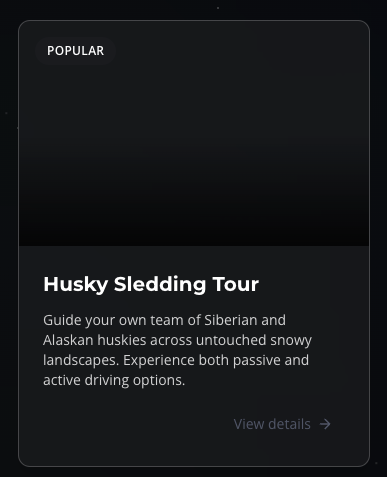 POPULAR
Husky Sledding Tour
Guide your own team of Siberian and
Alaskan huskies across untouched snowy
landscapes. Experience both passive and
active driving options.
View details →